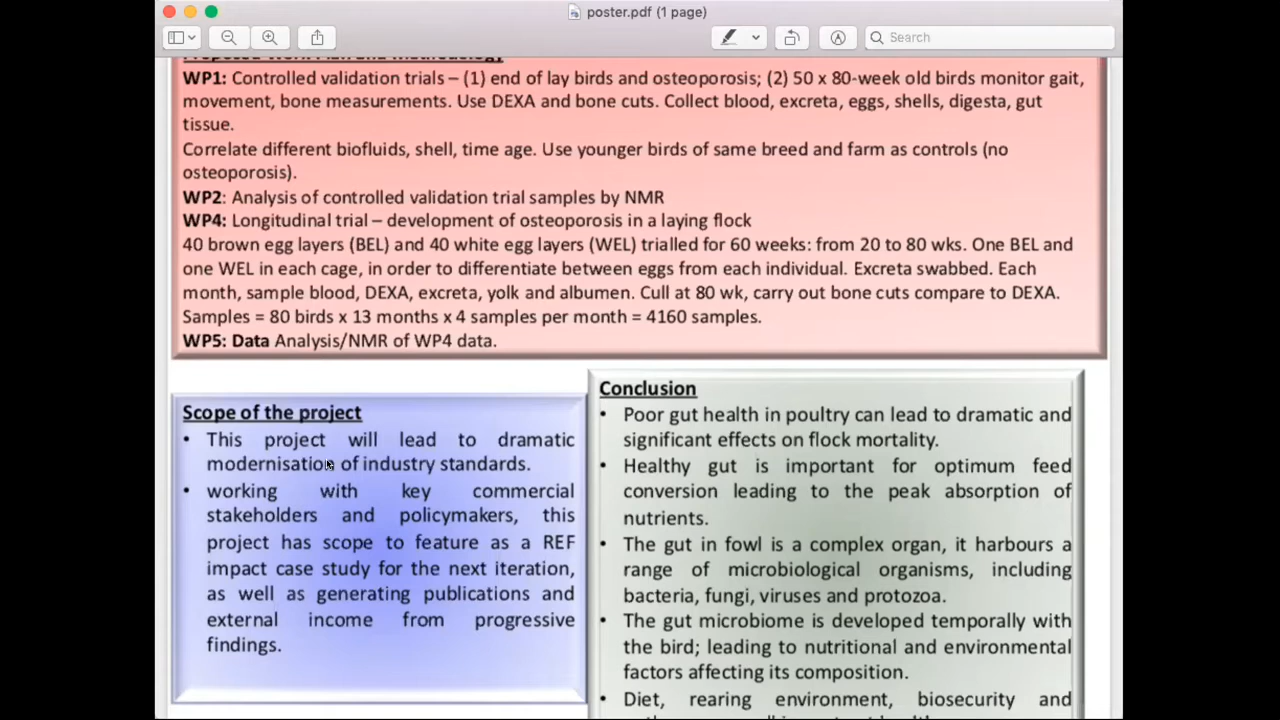 poster.pdf (1 page)
Search
Proposed Work Plan and Methodology
WP1: Controlled validation trials – (1) end of lay birds and osteoporosis; (2) 50 x 80-week old birds monitor gait,
movement, bone measurements. Use DEXA and bone cuts. Collect blood, excreta, eggs, shells, digesta, gut
tissue.
Correlate different biofluids, shell, time age. Use younger birds of same breed and farm as controls (no
osteoporosis).
WP2: Analysis of controlled validation trial samples by NMR
WP4: Longitudinal trial – development of osteoporosis in a laying flock
40 brown egg layers (BEL) and 40 white egg layers (WEL) trialled for 60 weeks: from 20 to 80 wks. One BEL and
one WEL in each cage, in order to differentiate between eggs from each individual. Excreta swabbed. Each
month, sample blood, DEXA, excreta, yolk and albumen. Cull at 80 wk, carry out bone cuts compare to DEXA.
Samples = 80 birds x 13 months x 4 samples per month = 4160 samples.
WP5: Data Analysis/NMR of WP4 data.
Scope of the project
• This project will lead to dramatic
modernisation of industry standards.
• working with key commercial
stakeholders and policymakers, this
project has scope to feature as a REF
impact case study for the next iteration,
as well as generating publications and
external income from progressive
findings.
Conclusion
• Poor gut health in poultry can lead to dramatic and
significant effects on flock mortality.
• Healthy gut is important for optimum feed
conversion leading to the peak absorption of
nutrients.
• The gut in fowl is a complex organ, it harbours a
range of microbiological organisms, including
bacteria, fungi, viruses and protozoa.
• The gut microbiome is developed temporally with
the bird; leading to nutritional and environmental
factors affecting its composition.
• Diet, rearing environment, biosecurity and